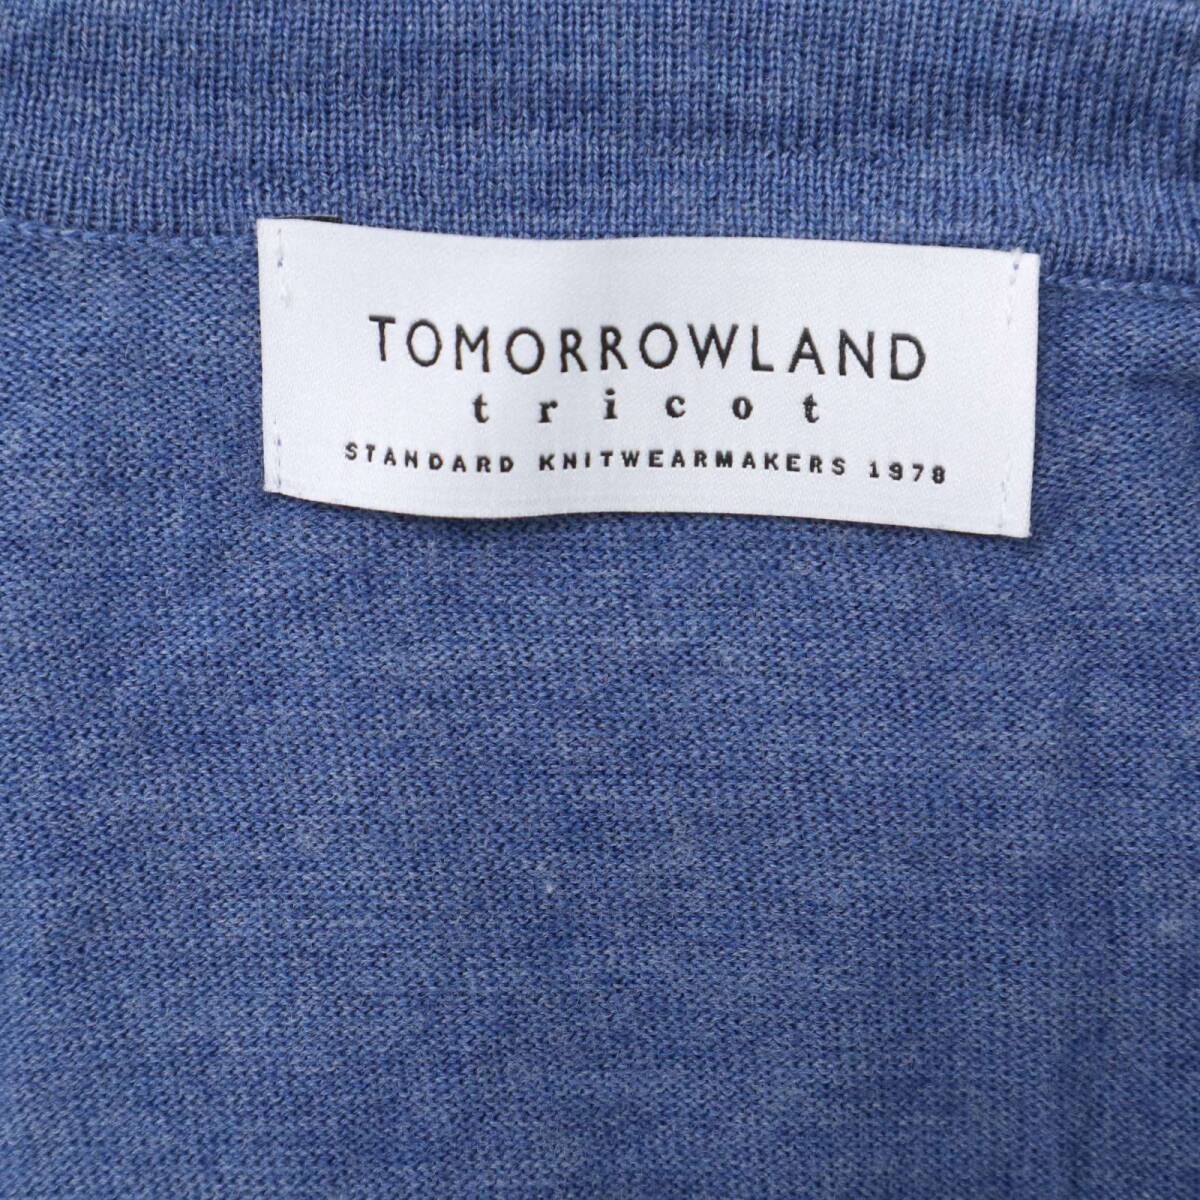 TOMORROWLAND
tricot
STANDARD KNITWEARMAKERS 1978